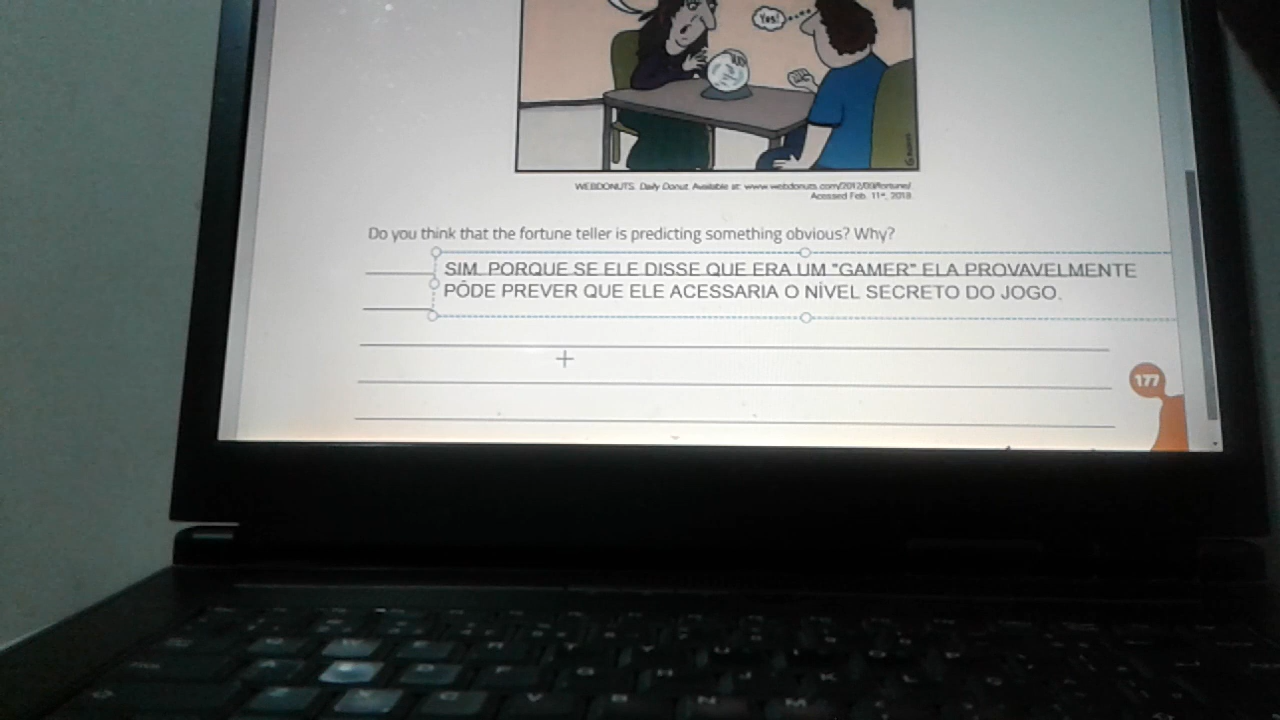 Yes!
WEBDONUTS. Daily Donut. Available at: www.webdonuts.com/2012/09/fortune/.
Acessed Feb. 11st, 2018.
Do you think that the fortune teller is predicting something obvious? Why?
SIM. PORQUE SE ELE DISSE QUE ERA UM "GAMER" ELA PROVAVELMENTE
PÔDE PREVER QUE ELE ACESSARIA O NÍVEL SECRETO DO JOGO.
177